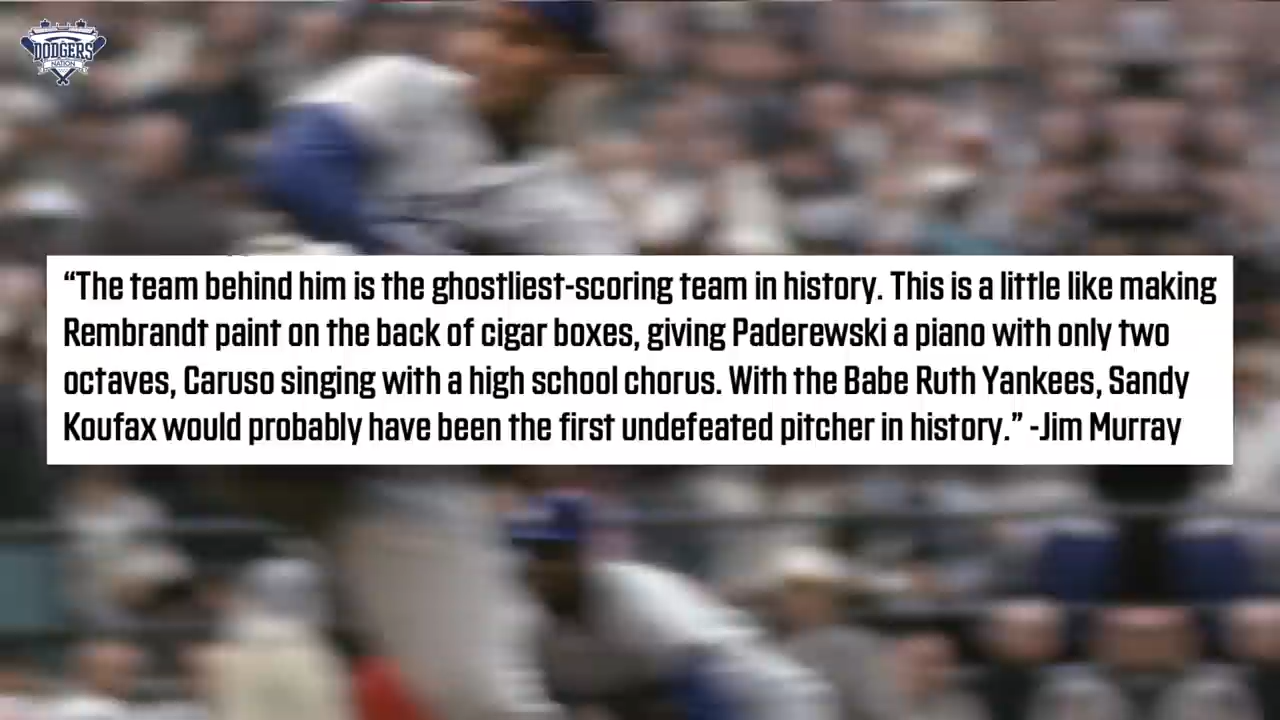 DODGERS
NATION
“The team behind him is the ghostliest-scoring team in history. This is a little like making
Rembrandt paint on the back of cigar boxes, giving Paderewski a piano with only two
octaves, Caruso singing with a high school chorus. With the Babe Ruth Yankees, Sandy
Koufax would probably have been the first undefeated pitcher in history.” -Jim Murray